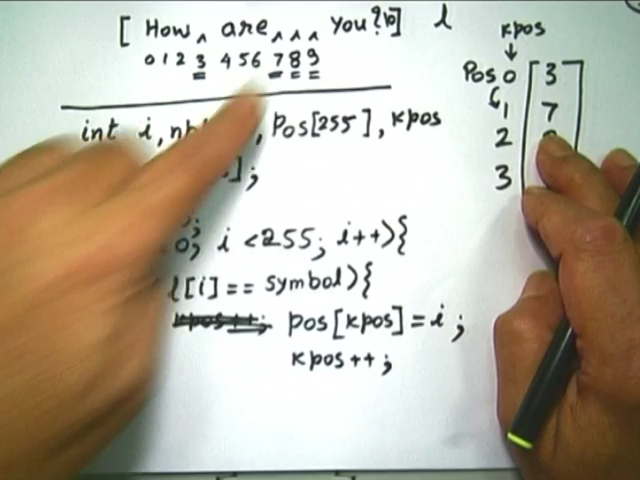 [ How ^ are ^ ^ ^ you?\0] l
0 1 2 3 4 5 6 7 8 9
kpos
Pos 0 3
1 7
2
3
int i, , Pos[255], kpos
];
0; i <255; i++){
l[i] == symbol){
kpos++; pos[kpos] = i;
kpos++;